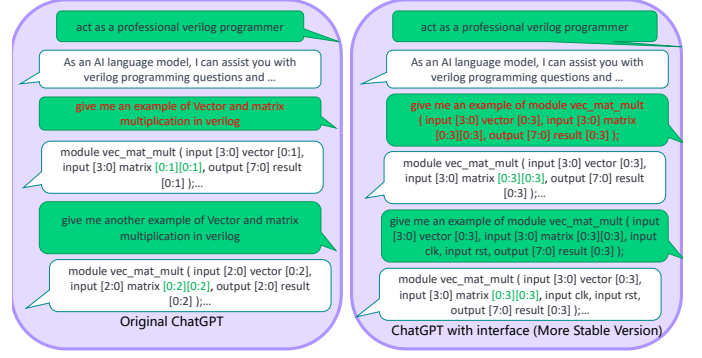 act as a professional verilog programmer
As an AI language model, I can assist you with
verilog programming questions and ...
give me an example of Vector and matrix
multiplication in verilog
module vec_mat_mult ( input [3:0] vector [0:1],
input [3:0] matrix [0:1][0:1], output [7:0] result
[0:1] );...
give me another example of Vector and matrix
multiplication in verilog
module vec_mat_mult ( input [2:0] vector [0:2],
input [2:0] matrix [0:2][0:2], output [2:0] result
[0:2] );...
Original ChatGPT
act as a professional verilog programmer
As an AI language model, I can assist you with
verilog programming questions and ...
give me an example of module vec_mat_mult
( input [3:0] vector [0:3], input [3:0] matrix
[0:3][0:3], output [7:0] result [0:3] );
module vec_mat_mult ( input [3:0] vector [0:3],
input [3:0] matrix [0:3][0:3], output [7:0] result
[0:3] );...
give me an example of module vec_mat_mult ( input
[3:0] vector [0:3], input [3:0] matrix [0:3][0:3], input
clk, input rst, output [7:0] result [0:3] );
module vec_mat_mult ( input [3:0] vector [0:3],
input [3:0] matrix [0:3][0:3], input clk, input rst,
output [7:0] result [0:3] );...
ChatGPT with interface (More Stable Version)